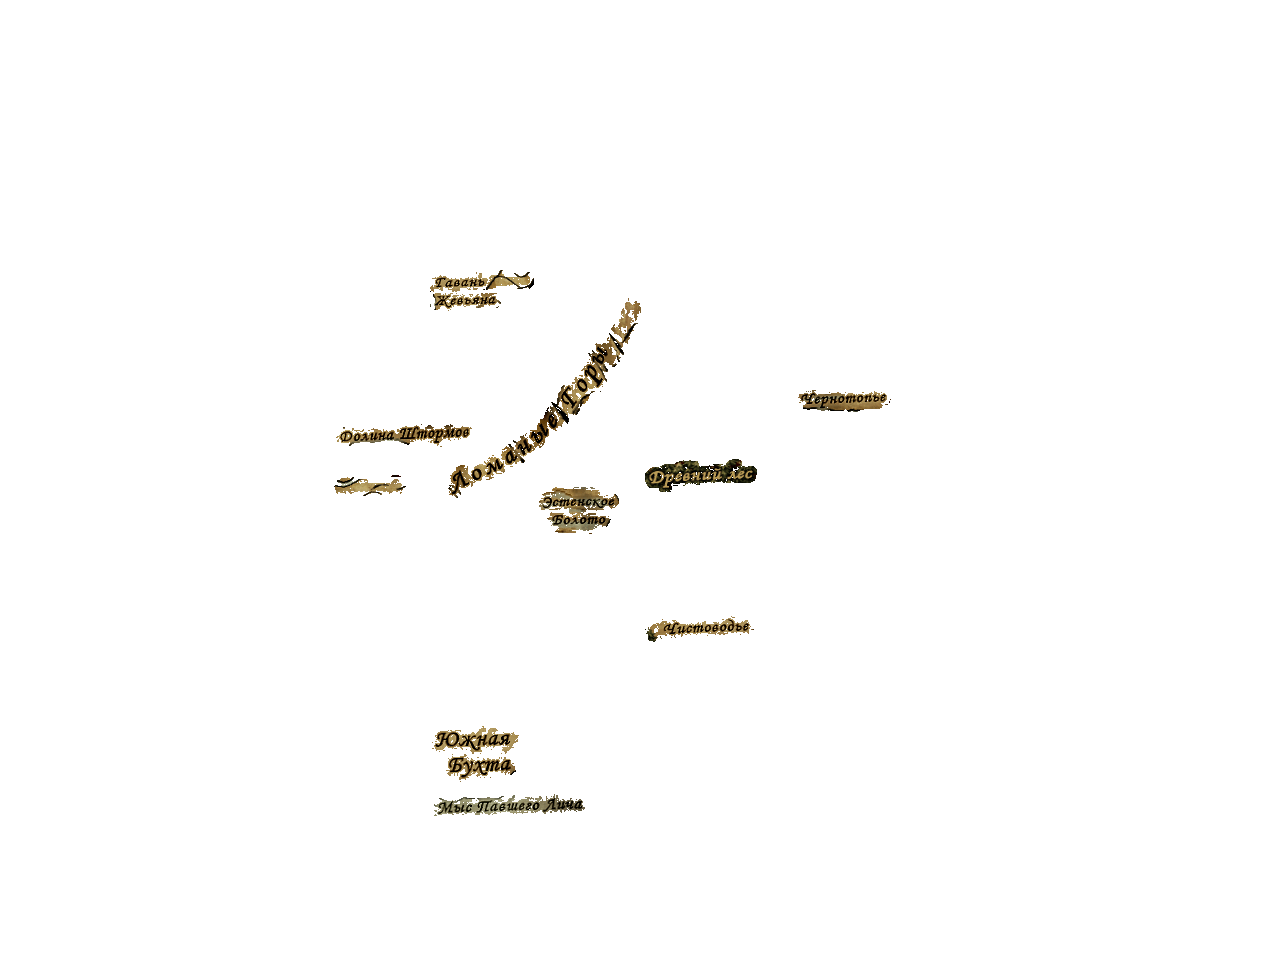 Гавань
Жевьяна
Ломаные Горы
Чернотопье
Долина Штормов
Древний лес
Эстенское
Болото
Чистоводье
Южная
Бухта
Мыс Павшего Лича